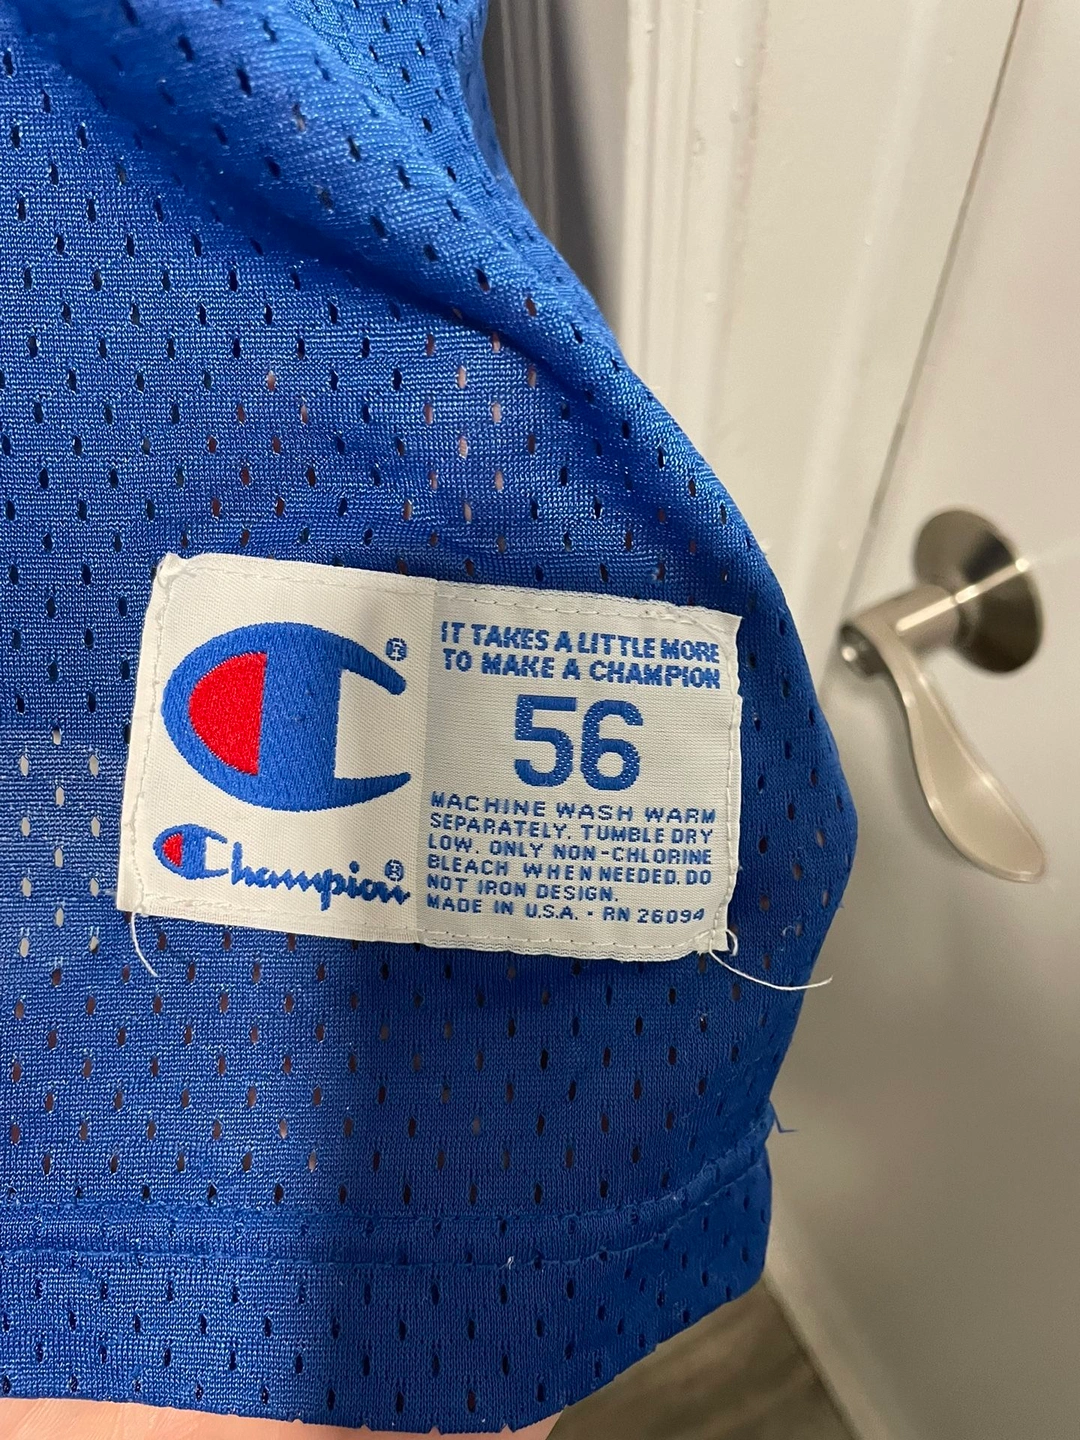 ®
Champion®
IT TAKES A LITTLE MORE
TO MAKE A CHAMPION
56
MACHINE WASH WARM
SEPARATELY. TUMBLE DRY
LOW. ONLY NON-CHLORINE
BLEACH WHEN NEEDED. DO
NOT IRON DESIGN.
MADE IN U.S.A. · RN 26094